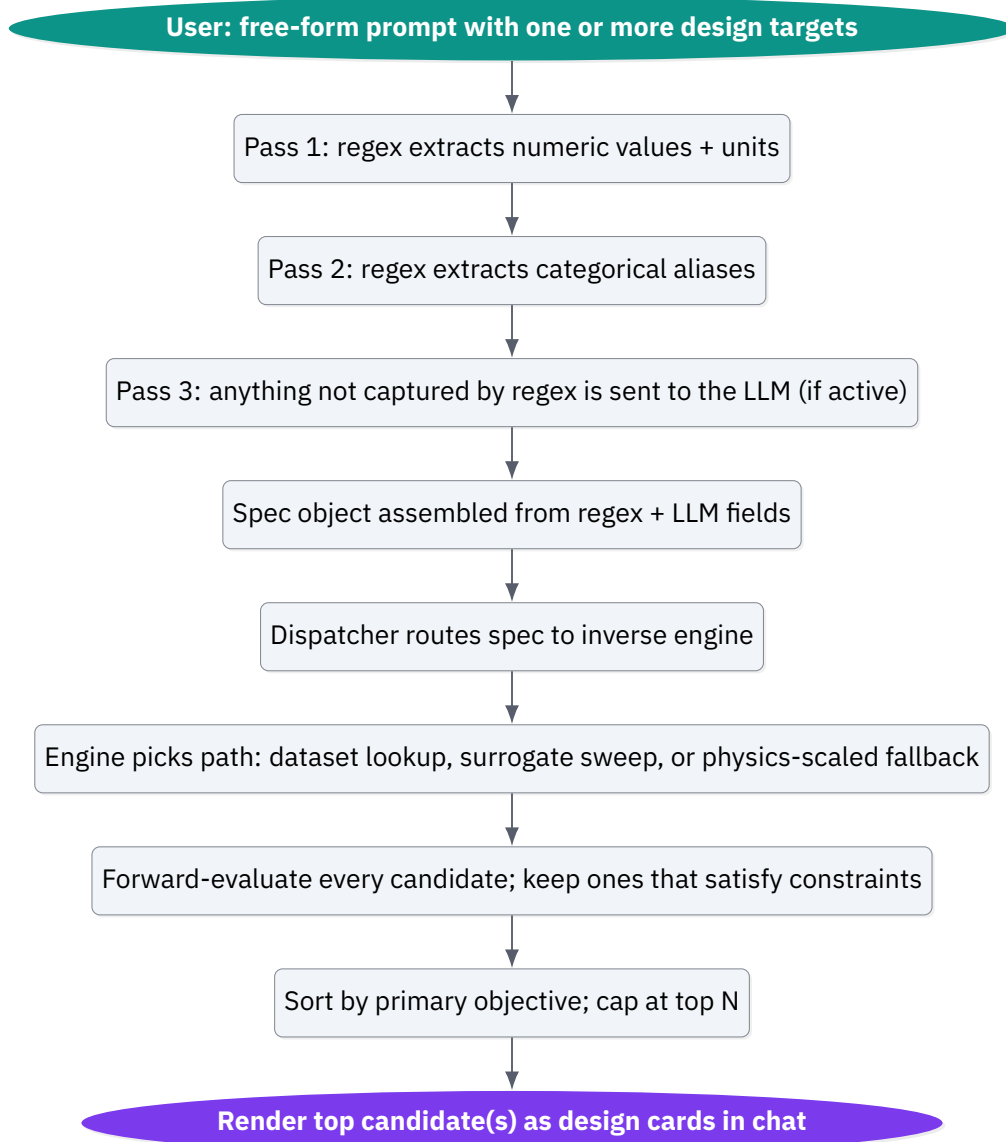 User: free-form prompt with one or more design targets
Pass 1: regex extracts numeric values + units
Pass 2: regex extracts categorical aliases
Pass 3: anything not captured by regex is sent to the LLM (if active)
Spec object assembled from regex + LLM fields
Dispatcher routes spec to inverse engine
Engine picks path: dataset lookup, surrogate sweep, or physics-scaled fallback
Forward-evaluate every candidate; keep ones that satisfy constraints
Sort by primary objective; cap at top N
Render top candidate(s) as design cards in chat